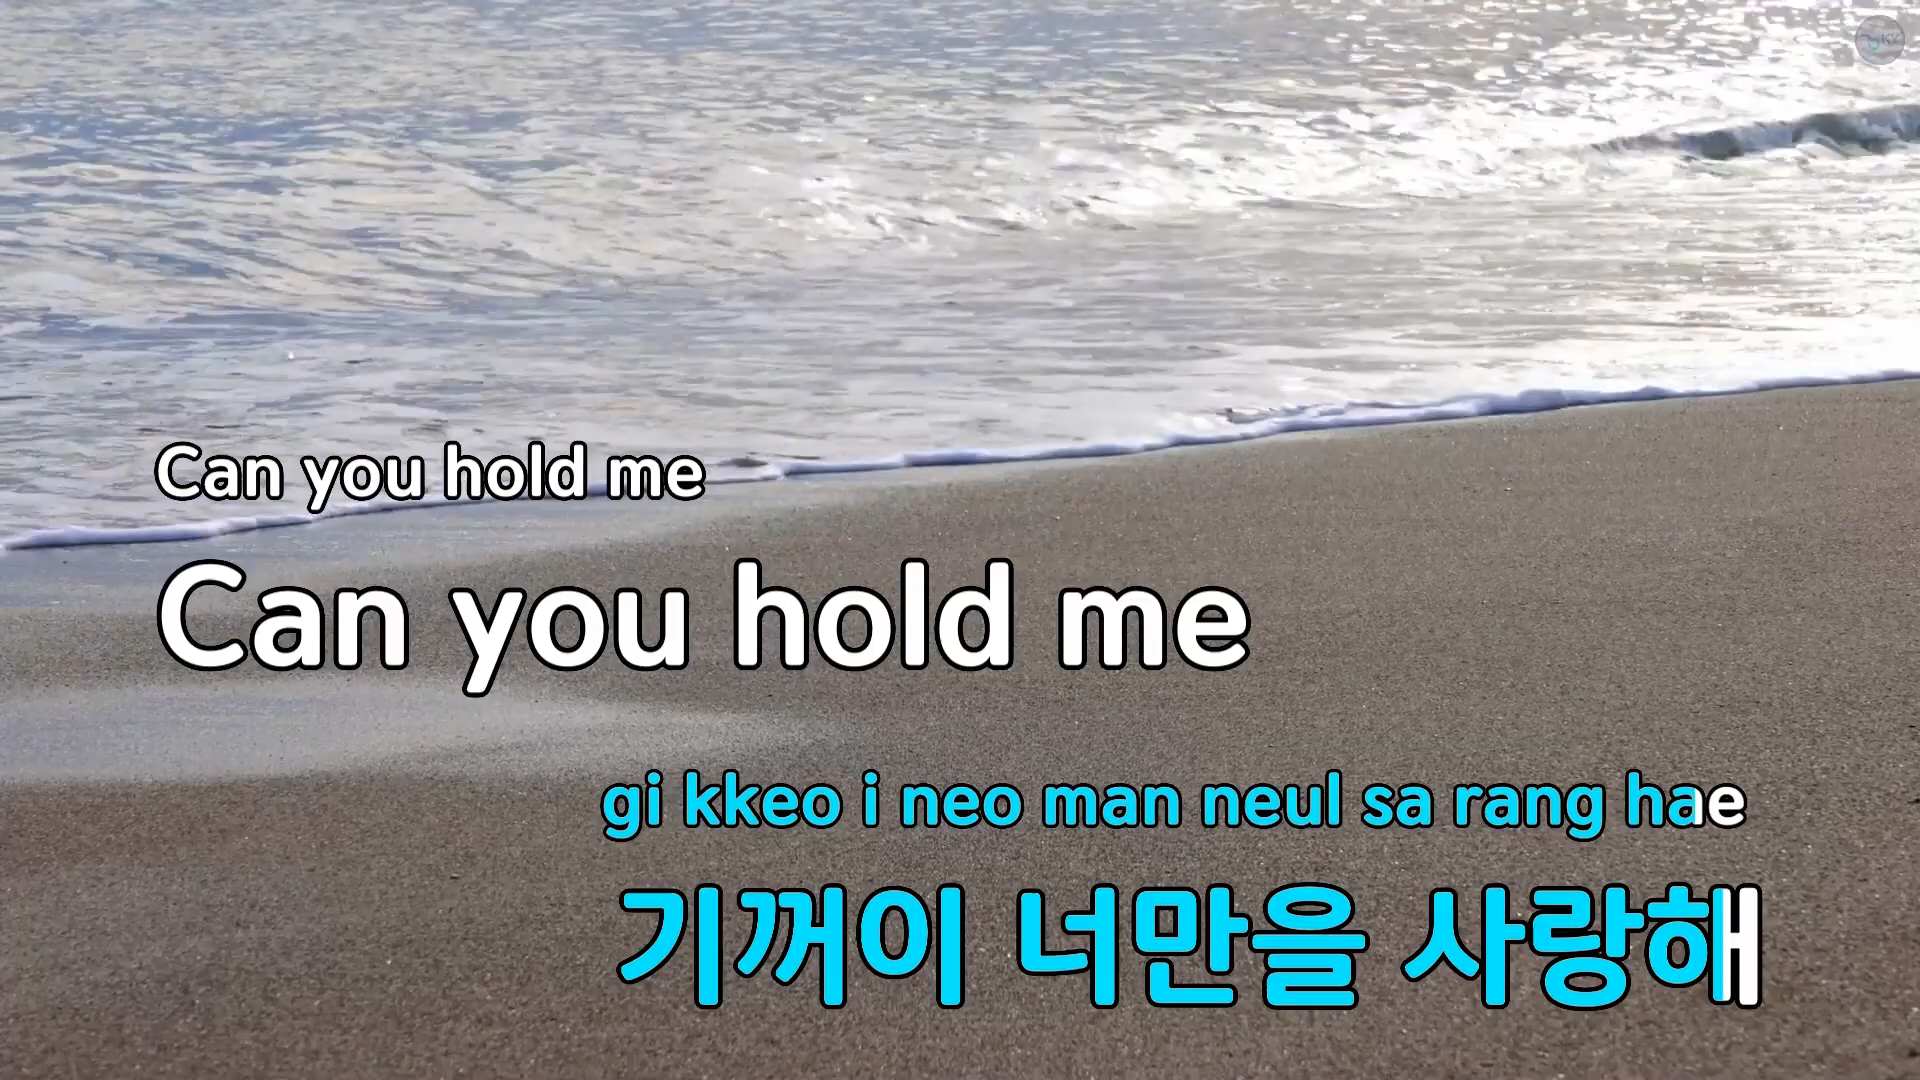 Can you hold me
Can you hold me
gi kkeo i neo man neul sa rang hae
기꺼이 너만을 사랑해